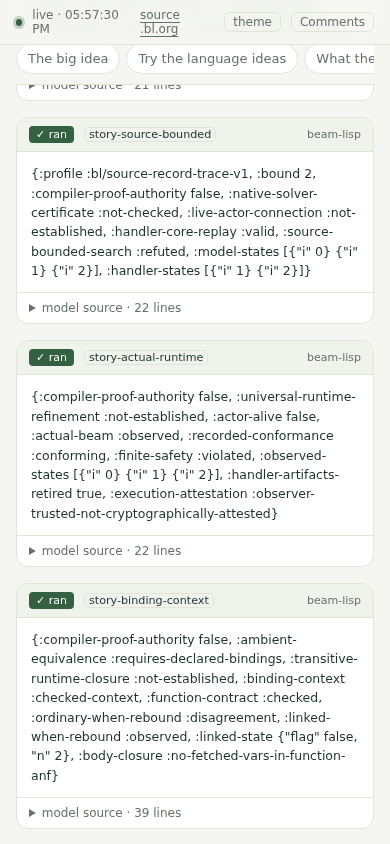 live · 05:57:30 PM
source .bl.org
theme
Comments
The big idea
Try the language ideas
What the
model source · 21 lines
✓ ran story-source-bounded beam-lisp
{:profile :bl/source-record-trace-v1, :bound 2,
:compiler-proof-authority false, :native-solver-
certificate :not-checked, :live-actor-connection :not-
established, :handler-core-replay :valid, :source-
bounded-search :refuted, :model-states [{"i" 0} {"i"
1} {"i" 2}], :handler-states [{"i" 1} {"i" 2}]}
model source · 22 lines
✓ ran story-actual-runtime beam-lisp
{:compiler-proof-authority false, :universal-runtime-
refinement :not-established, :actor-alive false,
:actual-beam :observed, :recorded-conformance
:conforming, :finite-safety :violated, :observed-
states [{"i" 0} {"i" 1} {"i" 2}], :handler-artifacts-
retired true, :execution-attestation :observer-
trusted-not-cryptographically-attested}
model source · 22 lines
✓ ran story-binding-context beam-lisp
{:compiler-proof-authority false, :ambient-
equivalence :requires-declared-bindings, :transitive-
runtime-closure :not-established, :binding-context
:checked-context, :function-contract :checked,
:ordinary-when-rebound :disagreement, :linked-
when-rebound :observed, :linked-state {"flag" false,
"n" 2}, :body-closure :no-fetched-vars-in-function-
anf}
model source · 39 lines